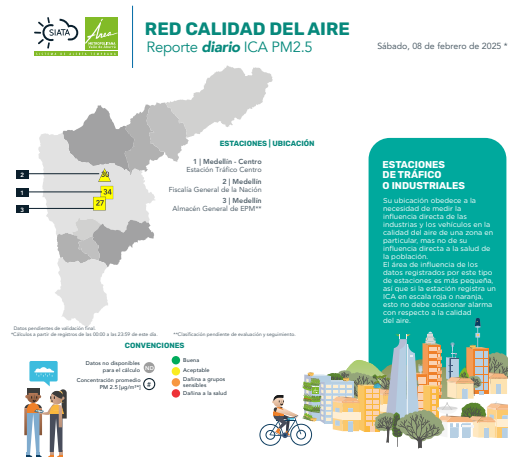 SIATA
Área
METROPOLITANA
Valle de Aburrá
RED CALIDAD DEL AIRE
Reporte diario ICA PM2.5
Sábado, 08 de febrero de 2025 *
ESTACIONES | UBICACIÓN
1 | Medellín - Centro
Estación Tráfico Centro
2 | Medellín
Fiscalía General de la Nación
3 | Medellín
Almacén General de EPM**
2
30
1
34
27
3
ESTACIONES
DE TRÁFICO
O INDUSTRIALES
Su ubicación obedece a la
necesidad de medir la
influencia directa de las
industrias y los vehículos en la
calidad del aire de una zona en
particular, mas no de su
influencia directa a la salud de
la población.
El área de influencia de los
datos registrados por este tipo
de estaciones es más pequeña,
así que si la estación registra un
ICA en escala roja o naranja,
esto no debe ocasionar alarma
con respecto a la calidad
del aire.
Datos pendientes de validación final.
*Cálculos a partir de registros de las 00:00 a las 23:59 de este día.
**Clasificación pendiente de evaluación y seguimiento.
CONVENCIONES
Datos no disponibles
para el cálculo
ND
Concentración promedio
PM 2.5 (µg/m**)
#
Buena
Aceptable
Dañina a grupos
sensibles
Dañina a la salud